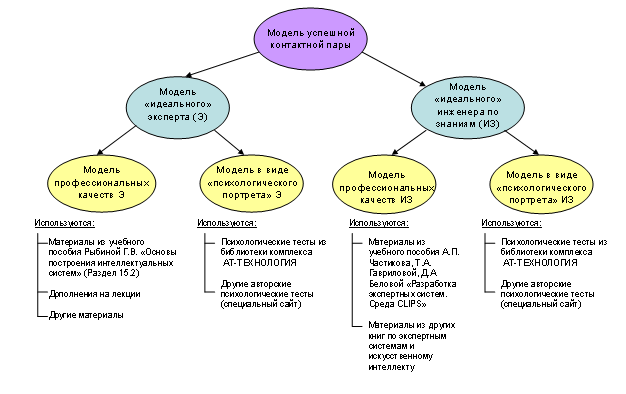 Модель успешной
контактной пары
Модель
«идеального»
эксперта (Э)
Модель
«идеального»
инженера по
знаниям (ИЗ)
Модель
профессиональных
качеств Э
Модель в виде
«психологического
портрета» Э
Модель
профессиональных
качеств ИЗ
Модель в виде
«психологического
портрета» ИЗ
Используются:
Материалы из учебного
пособия Рыбиной Г.В. «Основы
построения интеллектуальных
систем» (Раздел 15.2)
Дополнения на лекции
Другие материалы
Используются:
Психологические тесты из
библиотеки комплекса
АТ-ТЕХНОЛОГИЯ
Другие авторские
психологические тесты
(специальный сайт)
Используются:
Материалы из
учебного пособия А.П.
Частикова, Т.А.
Гавриловой, Д.А
Беловой «Разработка
экспертных систем.
Среда CLIPS»
Материалы из других
книг по экспертным
системам и
искусственному
интеллекту
Используются:
Психологические тесты из
библиотеки комплекса
АТ-ТЕХНОЛОГИЯ
Другие авторские
психологические тесты
(специальный сайт)